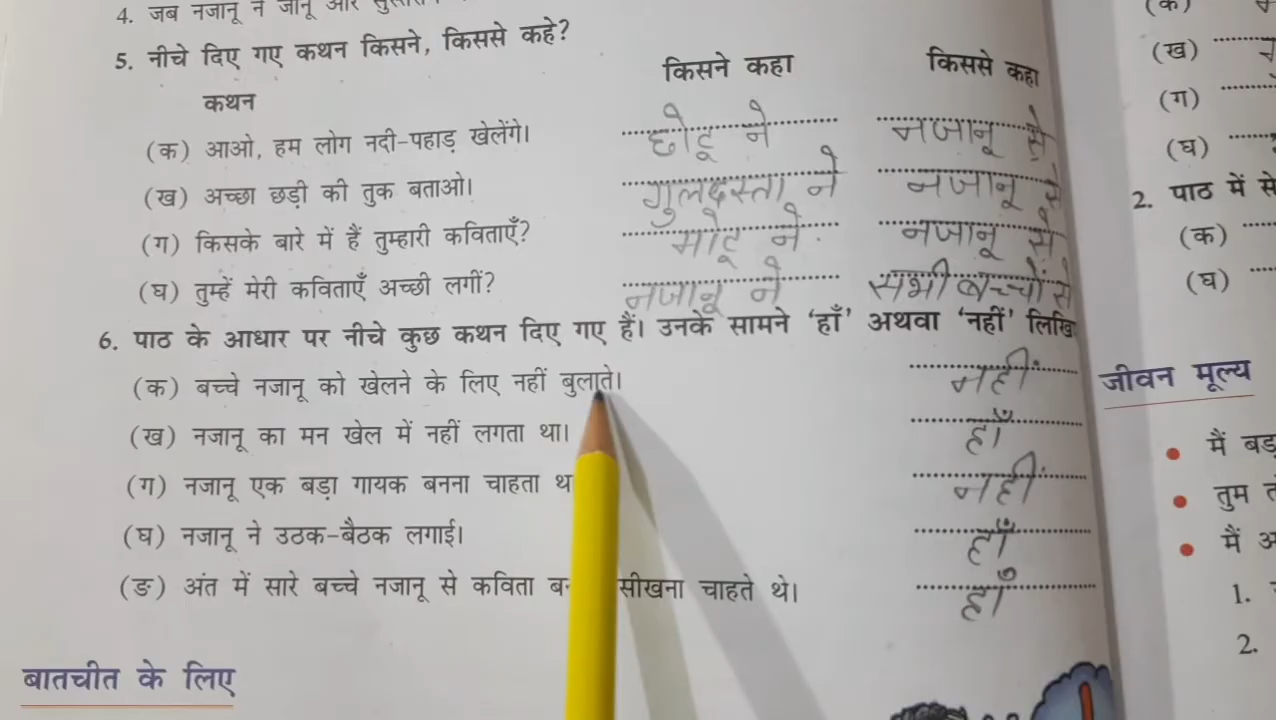 4. जब नजानू ने जानू और
5. नीचे दिए गए कथन किसने, किससे कहे?
कथन किसने कहा किससे कहा
(क) आओ, हम लोग नदी-पहाड़ खेलेंगे। छोटू ने नजानू से
(ख) अच्छा छड़ी की तुक बताओ। गुलदस्ता ने नजानू से
(ग) किसके बारे में हैं तुम्हारी कविताएँ? मोटू ने नजानू से
(घ) तुम्हें मेरी कविताएँ अच्छी लगीं? नजानू ने सभी बच्चों से
6. पाठ के आधार पर नीचे कुछ कथन दिए गए हैं। उनके सामने 'हाँ' अथवा 'नहीं' लिखि
(क) बच्चे नजानू को खेलने के लिए नहीं बुलाते। नहीं
(ख) नजानू का मन खेल में नहीं लगता था। हाँ
(ग) नजानू एक बड़ा गायक बनना चाहता थ नहीं
(घ) नजानू ने उठक-बैठक लगाई। हाँ
(ङ) अंत में सारे बच्चे नजानू से कविता सीखना चाहते थे। हाँ
बातचीत के लिए
(क)
(ख)
(ग)
(घ)
2. पाठ में से
(क)
(घ)
जीवन मूल्य
• मैं बड़
• तुम
• मैं
1.
2.